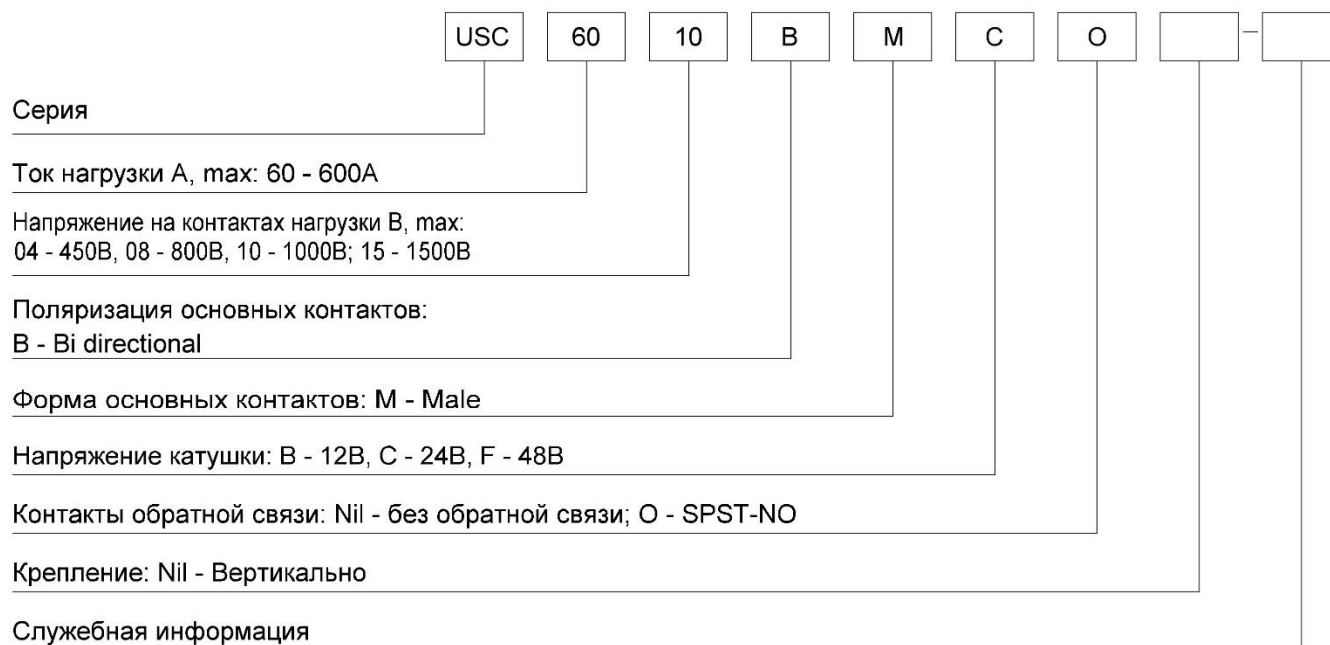 USC 60 10 B M C O –
Серия
Ток нагрузки А, max: 60 - 600А
Напряжение на контактах нагрузки В, max:
04 - 450В, 08 - 800В, 10 - 1000В; 15 - 1500В
Поляризация основных контактов:
B - Bi directional
Форма основных контактов: M - Male
Напряжение катушки: B - 12В, C - 24В, F - 48В
Контакты обратной связи: Nil - без обратной связи; O - SPST-NO
Крепление: Nil - Вертикально
Служебная информация